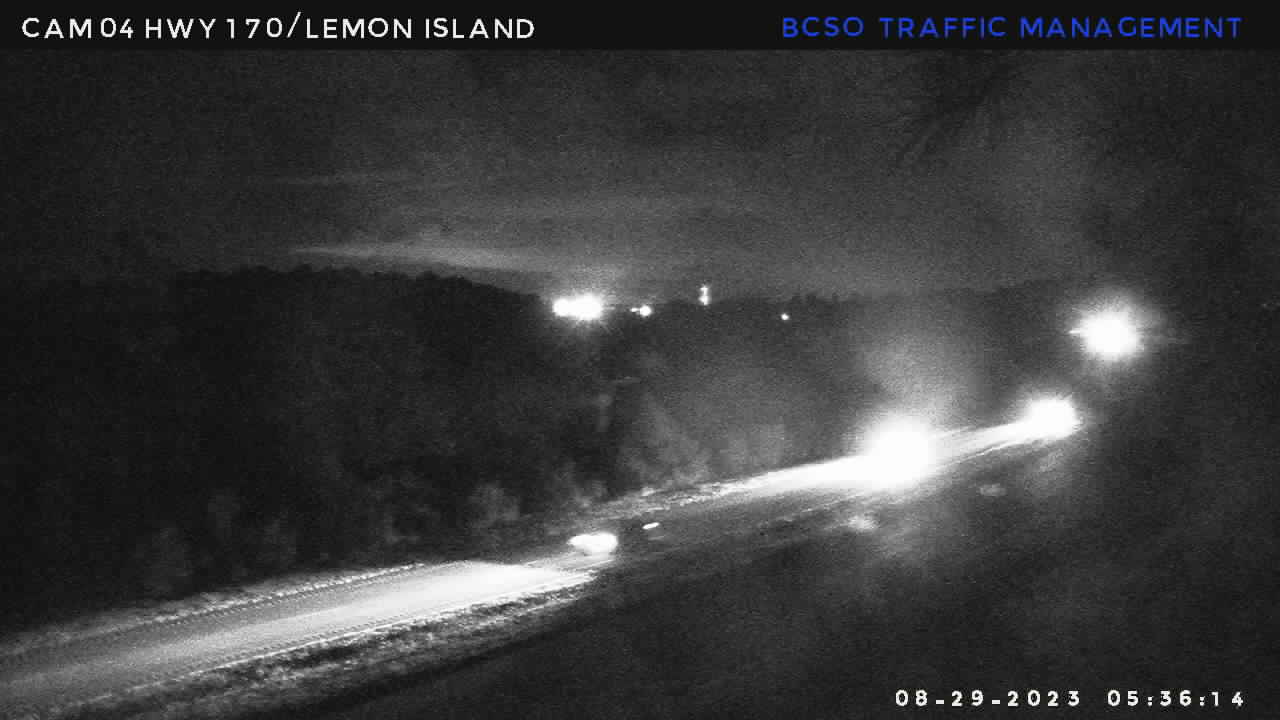 CAM04 HWY 170/LEMON ISLAND
BCSO TRAFFIC MANAGEMENT
08-29-2023 05:36:14